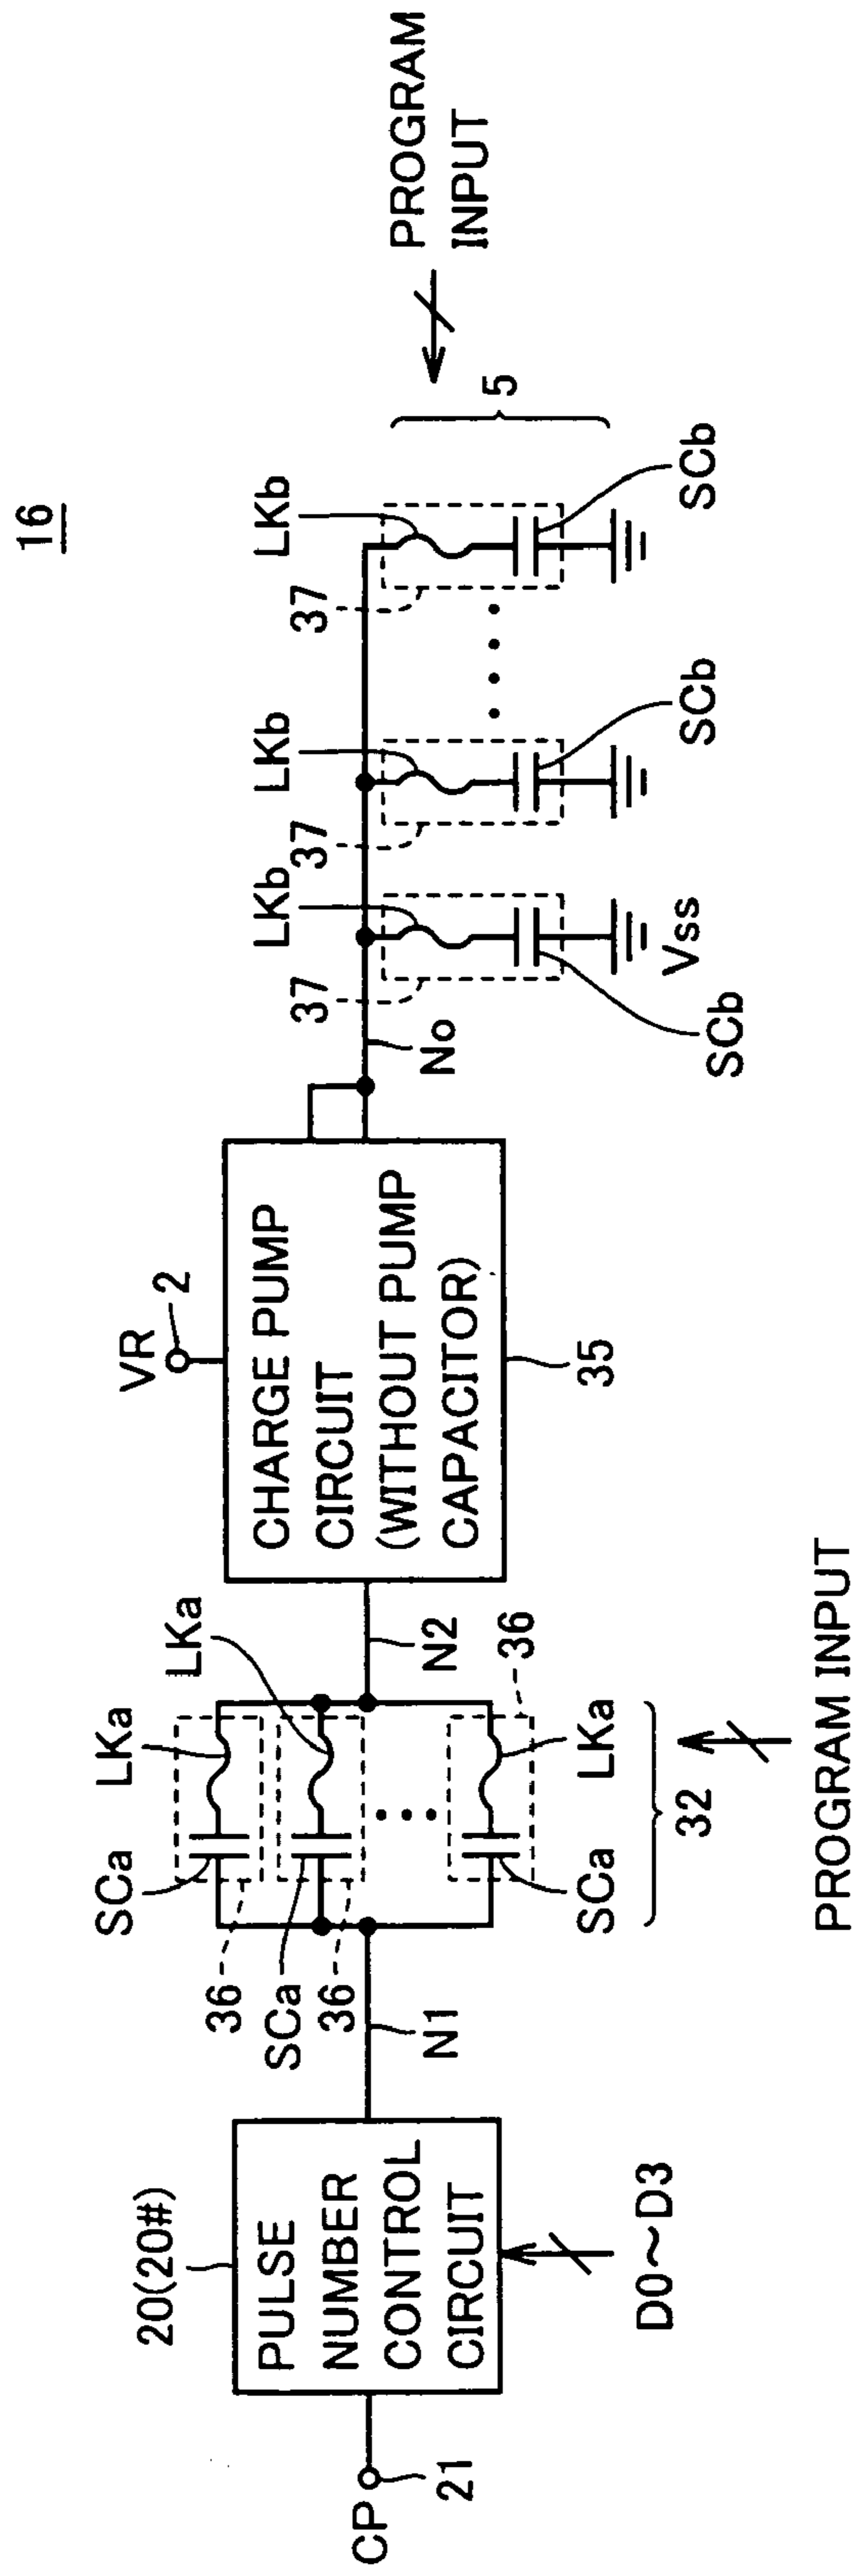 16
CP
21
20(20#)
PULSE
NUMBER
CONTROL
CIRCUIT
D0~D3
N1
SCa
LKa
36
SCa
LKa
36
SCa
LKa
36
32
PROGRAM INPUT
N2
VR
2
CHARGE PUMP
CIRCUIT
(WITHOUT PUMP
CAPACITOR)
35
No
37
LKb
SCb
Vss
37
LKb
SCb
37
LKb
SCb
5
PROGRAM
INPUT